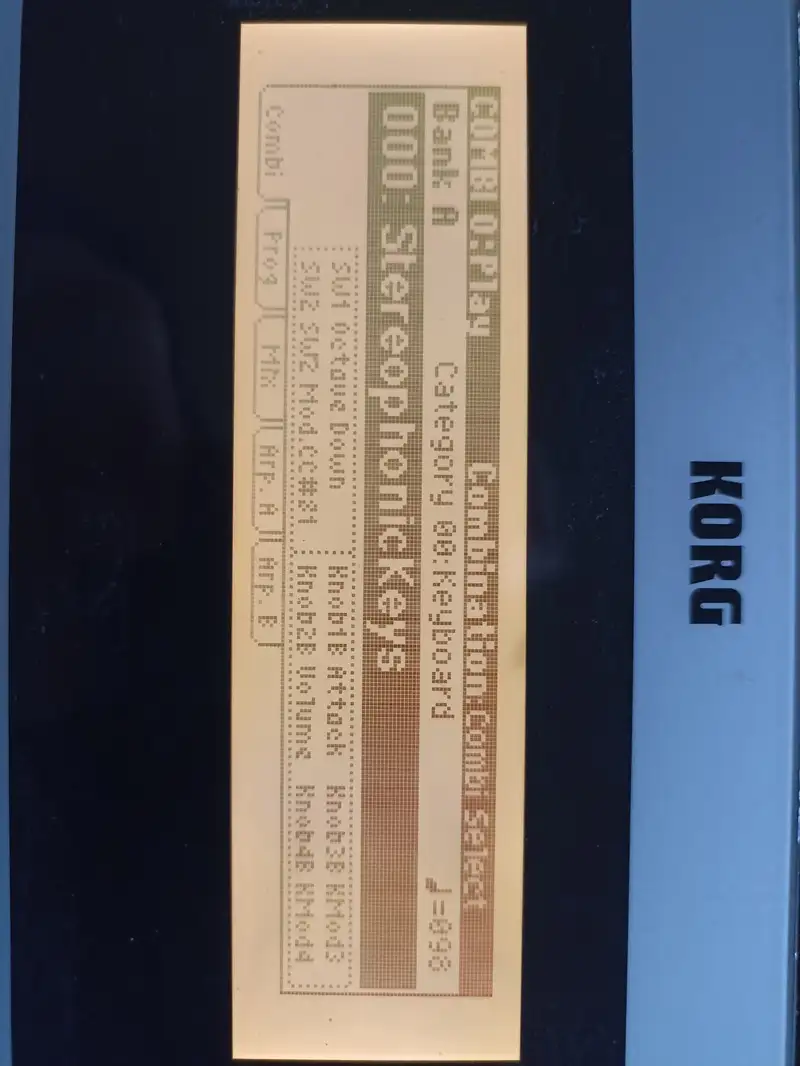 KORG
COMBI P0:Play Combination:Combi Select
Bank: A Category 00:Keyboard ♩=098
000: StereophonicKeys
SW1 Octave Down Knob1B Attack Knob3B KMod3
SW2 SW2 Mod.CC#81 Knob2B Volume Knob4B KMod4
Combi Prog Mix Arp.A Arp.B